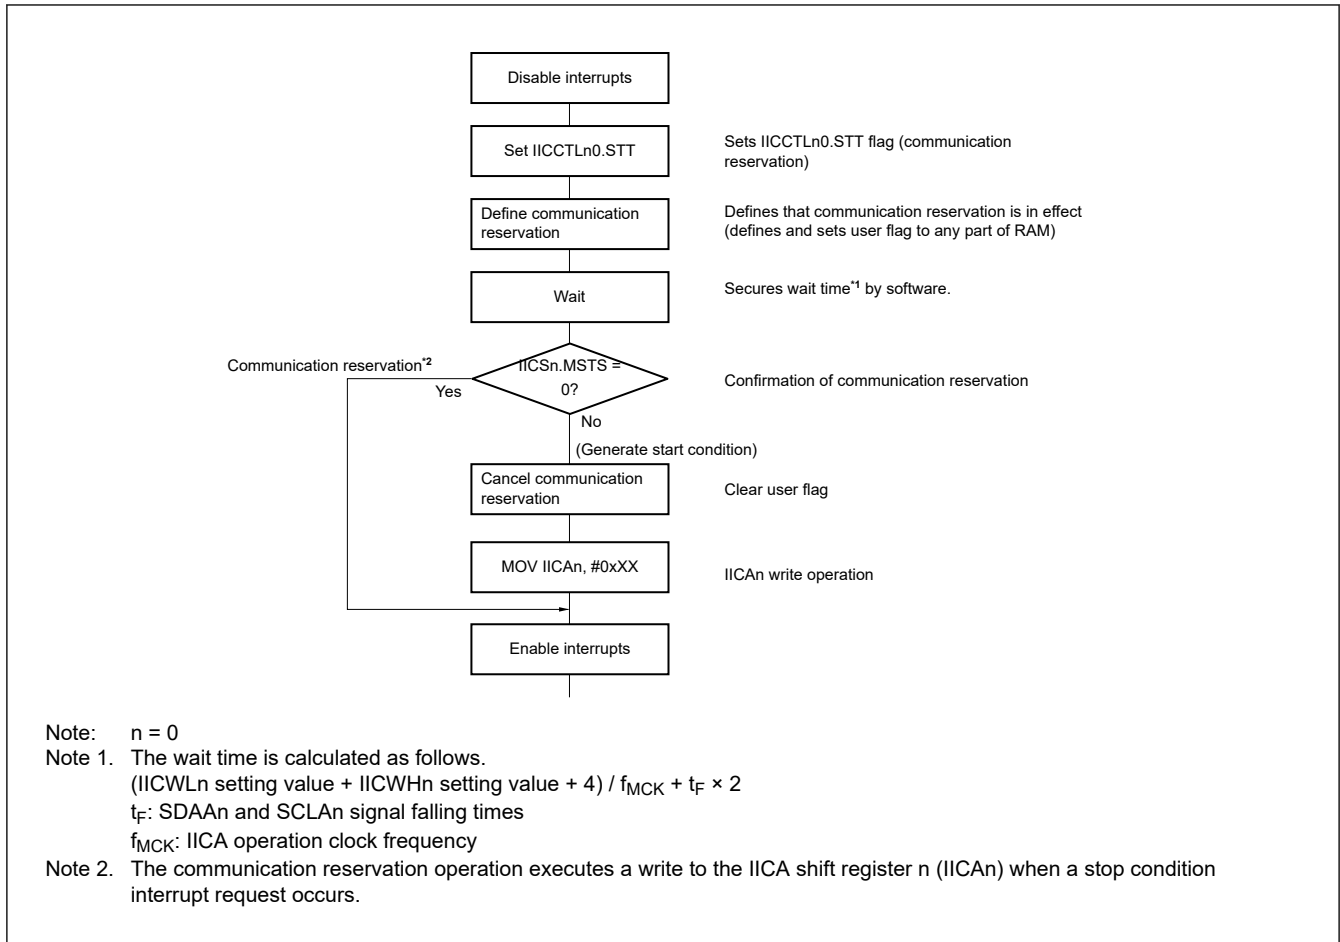 Disable interrupts
Set IICCTLn0.STT
Sets IICCTLn0.STT flag (communication
reservation)
Define communication
reservation
Defines that communication reservation is in effect
(defines and sets user flag to any part of RAM)
Wait
Secures wait time*1 by software.
Communication reservation*2
IICSn.MSTS =
0?
Yes
Confirmation of communication reservation
No
(Generate start condition)
Cancel communication
reservation
Clear user flag
MOV IICAn, #0xXX
IICAn write operation
Enable interrupts
Note: n = 0
Note 1. The wait time is calculated as follows.
(IICWLn setting value + IICWHn setting value + 4) / fMCK + tF × 2
tF: SDAAn and SCLAn signal falling times
fMCK: IICA operation clock frequency
Note 2. The communication reservation operation executes a write to the IICA shift register n (IICAn) when a stop condition
interrupt request occurs.